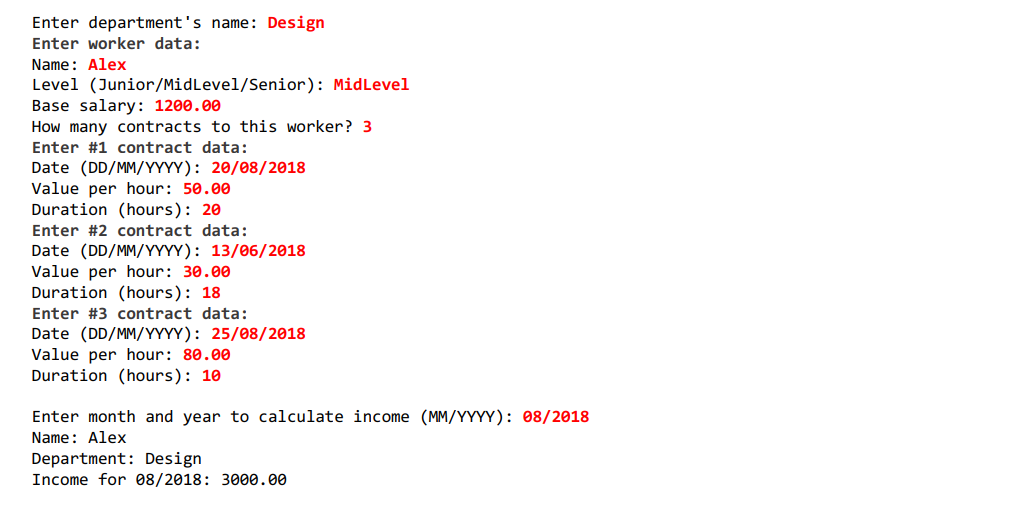 Enter department's name: Design
Enter worker data:
Name: Alex
Level (Junior/MidLevel/Senior): MidLevel
Base salary: 1200.00
How many contracts to this worker? 3
Enter #1 contract data:
Date (DD/MM/YYYY): 20/08/2018
Value per hour: 50.00
Duration (hours): 20
Enter #2 contract data:
Date (DD/MM/YYYY): 13/06/2018
Value per hour: 30.00
Duration (hours): 18
Enter #3 contract data:
Date (DD/MM/YYYY): 25/08/2018
Value per hour: 80.00
Duration (hours): 10
Enter month and year to calculate income (MM/YYYY): 08/2018
Name: Alex
Department: Design
Income for 08/2018: 3000.00